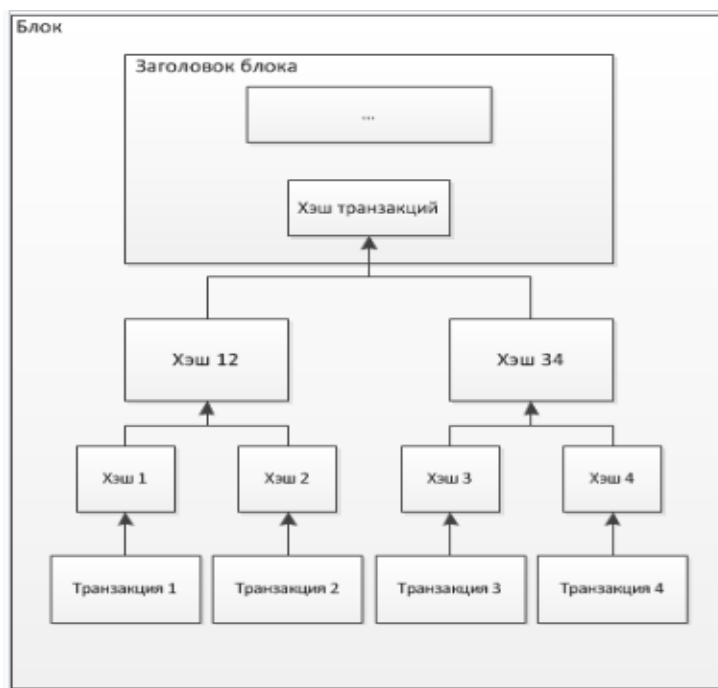 Блок
Заголовок блока
...
Хэш транзакций
Хэш 12
Хэш 34
Хэш 1
Хэш 2
Хэш 3
Хэш 4
Транзакция 1
Транзакция 2
Транзакция 3
Транзакция 4